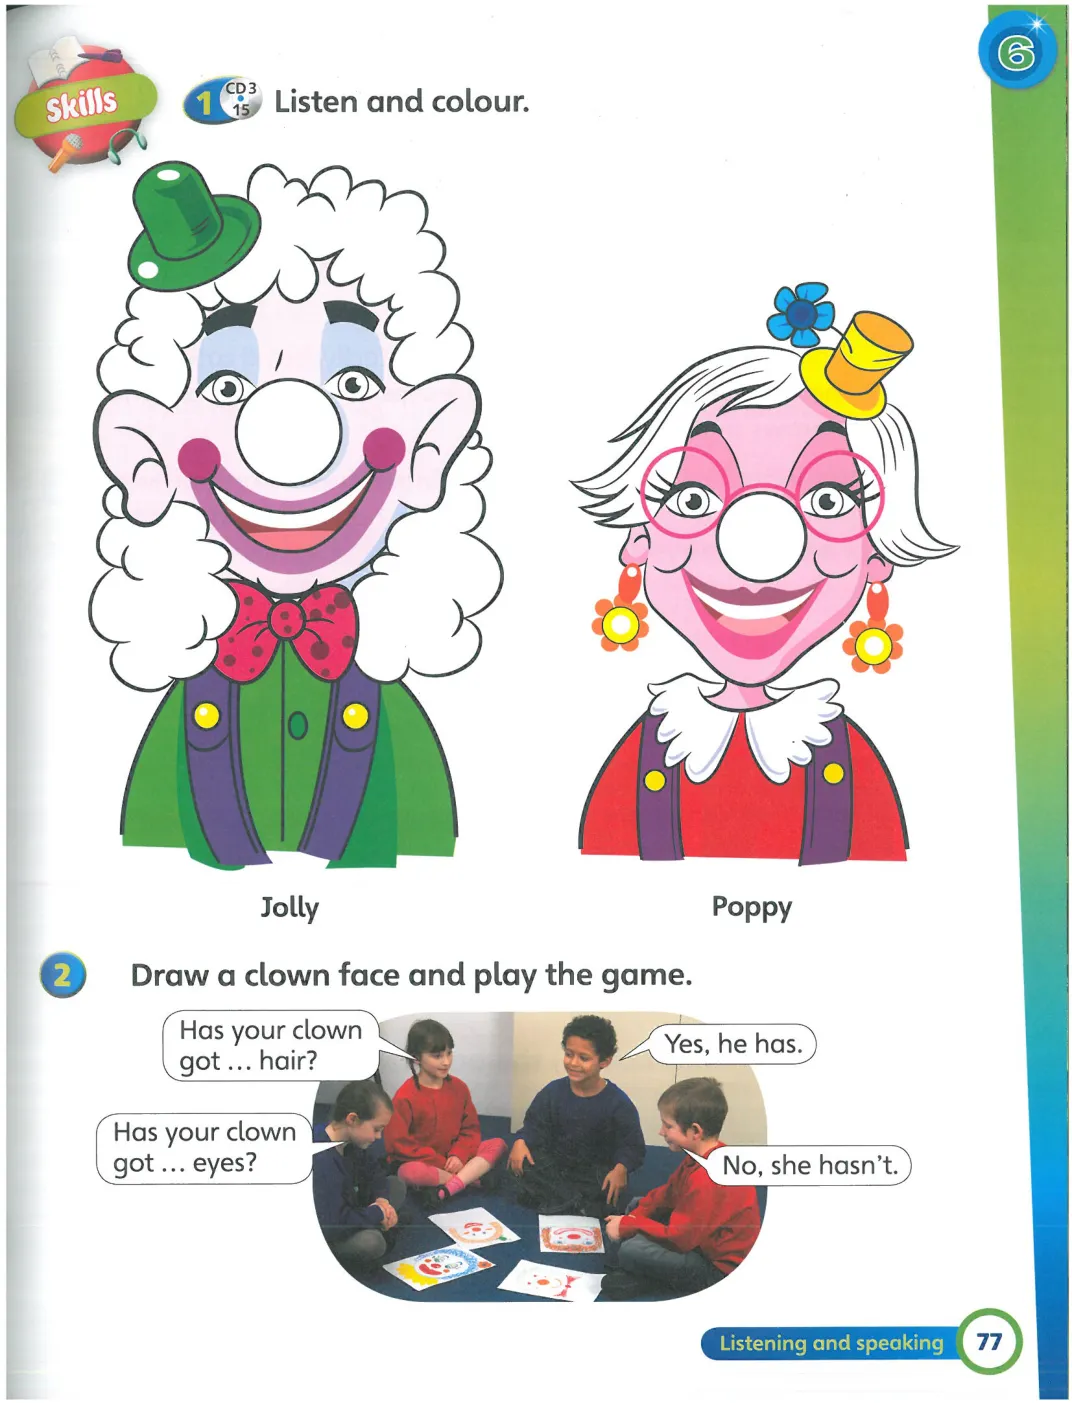 6
Skills
1 CD3 15 Listen and colour.
Jolly
Poppy
2 Draw a clown face and play the game.
Has your clown
got ... hair?
Yes, he has.
Has your clown
got ... eyes?
No, she hasn't.
Listening and speaking 77